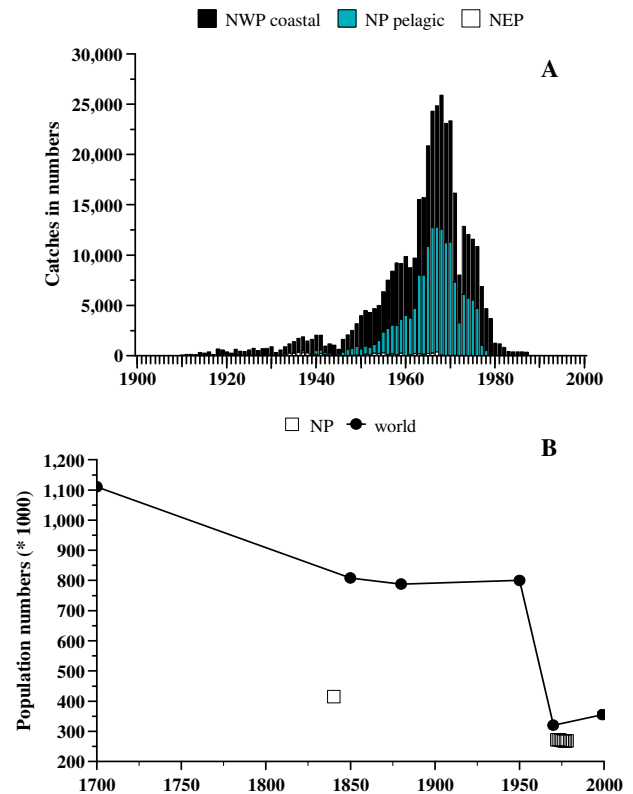 NWP coastal NP pelagic NEP
A
30,000
25,000
20,000
15,000
10,000
5,000
0
Catches in numbers
1900 1920 1940 1960 1980 2000
NP world
B
1,200
1,100
1,000
900
800
700
600
500
400
300
200
Population numbers (* 1000)
1700 1750 1800 1850 1900 1950 2000